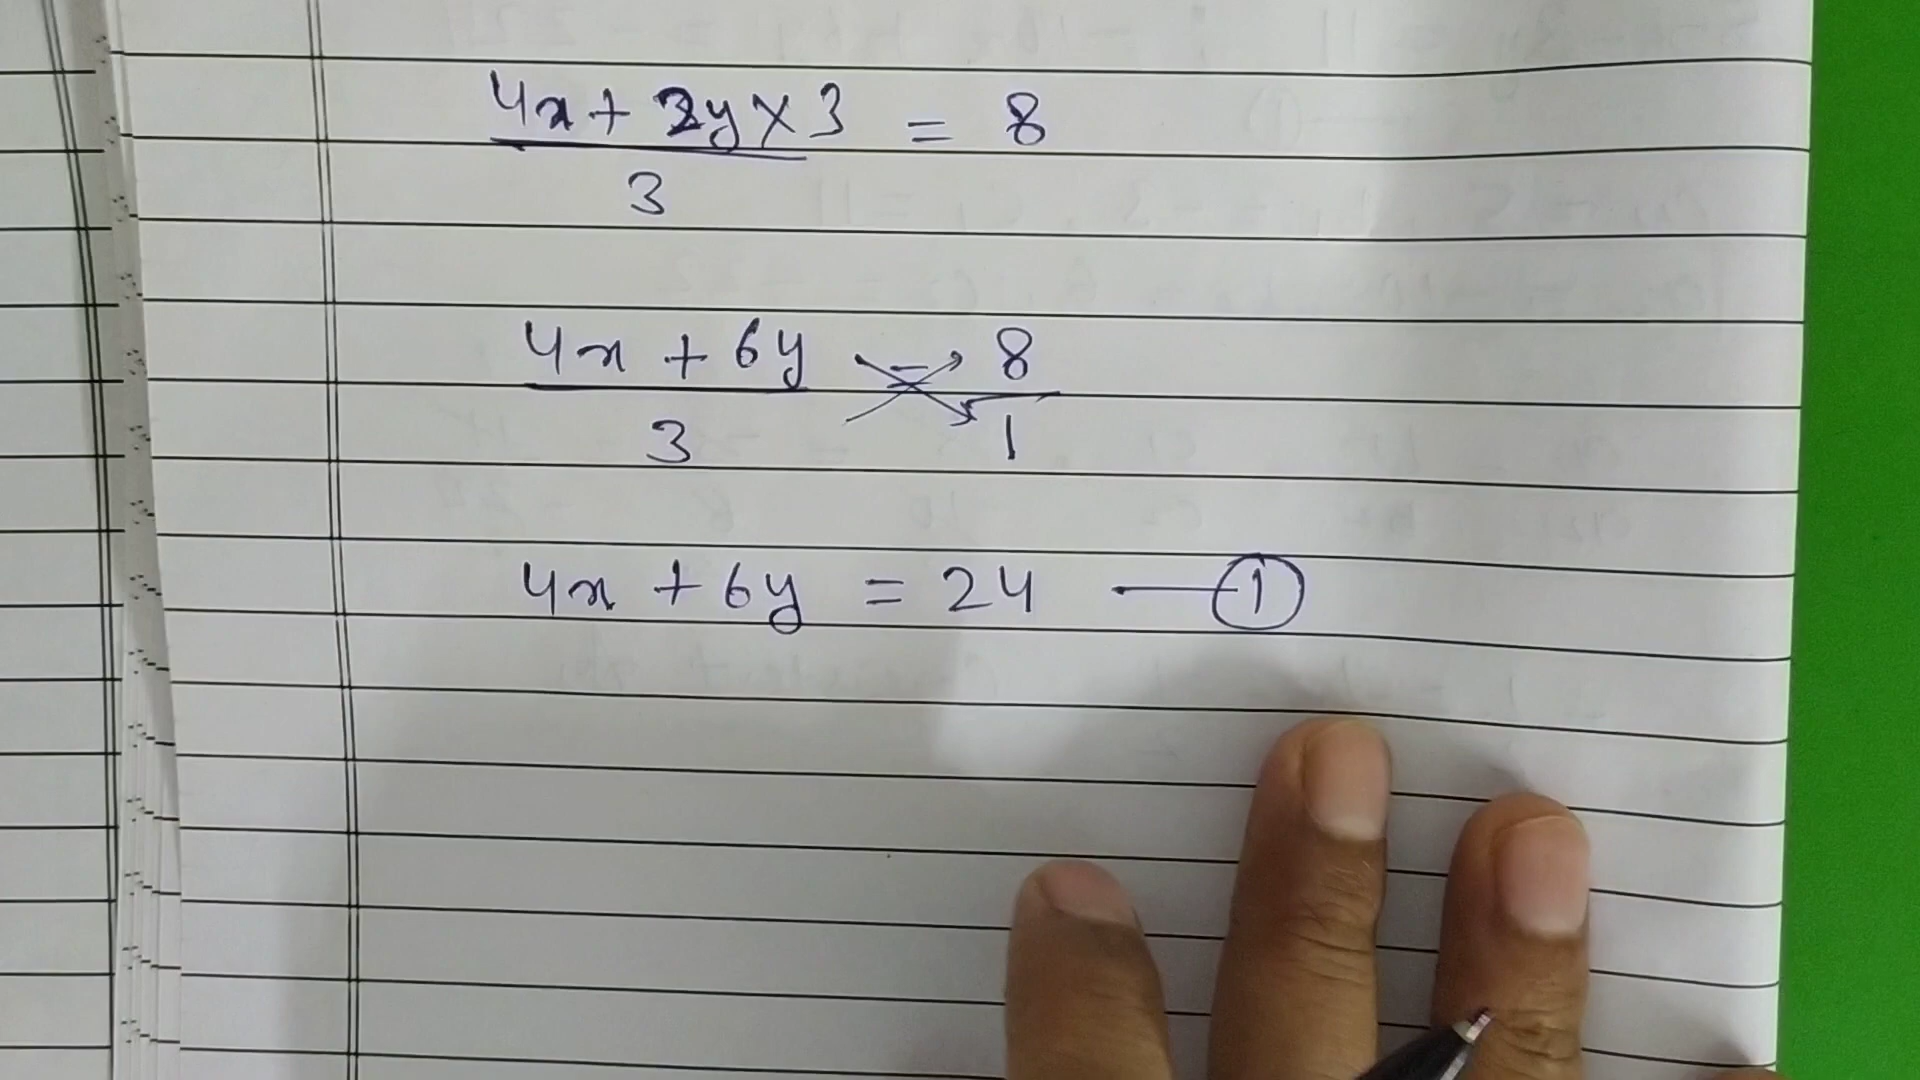 4x + 2y × 3 = 8
3
4x + 6y = 8
3 1
4x + 6y = 24 — 1